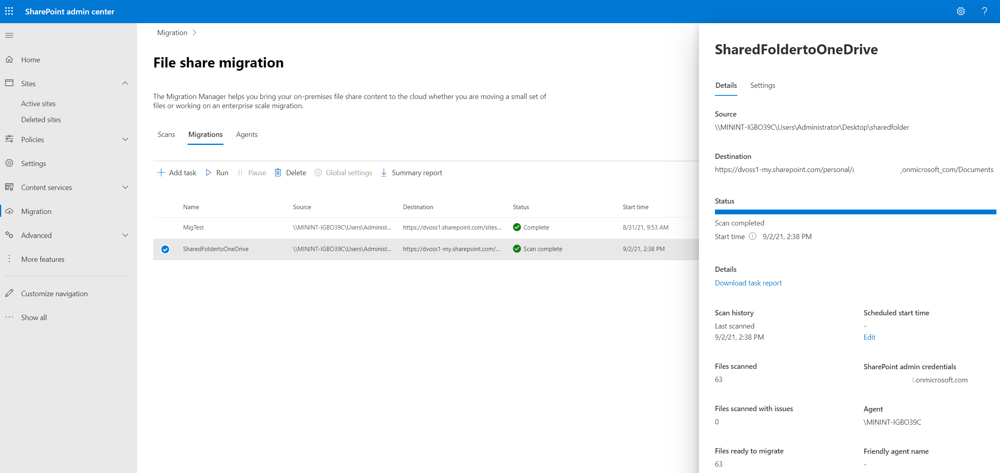 SharePoint admin center
?
Home
Sites
Active sites
Deleted sites
Policies
Settings
Content services
Migration
Advanced
More features
Customize navigation
Show all
Migration
File share migration
The Migration Manager helps you bring your on-premises file share content to the cloud whether you are moving a small set of
files or working on an enterprise scale migration.
Scans Migrations Agents
Add task Run Pause Delete Global settings Summary report
Name Source Destination Status Start time
MigTest \\MININT-IGBO39C\Users\Administ... https://dvoss1.sharepoint.com/sites... Complete 8/31/21, 9:53 AM
SharedFoldertoOneDrive \\MININT-IGBO39C\Users\Administ... https://dvoss1-my.sharepoint.com/... Scan complete 9/2/21, 2:38 PM
SharedFoldertoOneDrive
Details Settings
Source
\\MININT-IGBO39C\Users\Administrator\Desktop\sharedfolder
Destination
https://dvoss1-my.sharepoint.com/personal/ _onmicrosoft_com/Documents
Status
Scan completed
Start time 9/2/21, 2:38 PM
Details
Download task report
Scan history Scheduled start time
Last scanned -
9/2/21, 2:38 PM Edit
Files scanned SharePoint admin credentials
63 .onmicrosoft.com
Files scanned with issues Agent
0 \MININT-IGBO39C
Files ready to migrate Friendly agent name
63 -